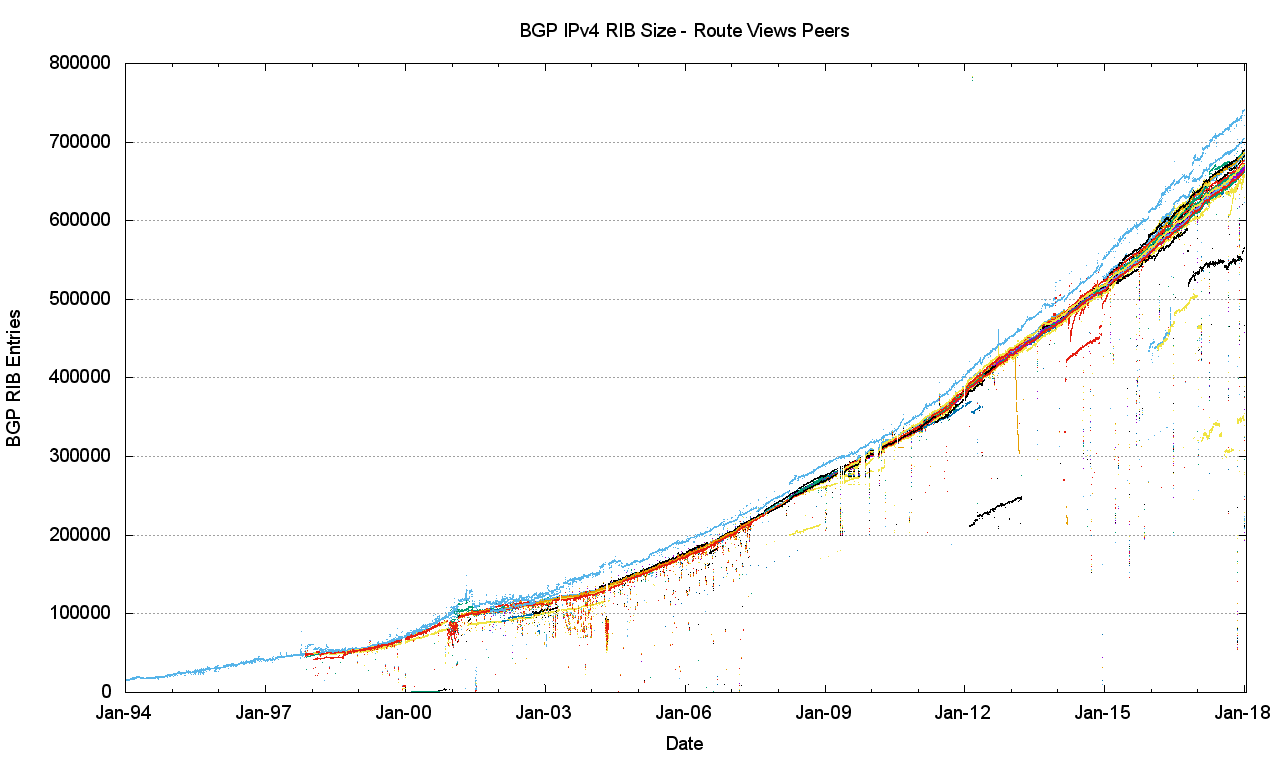 BGP IPv4 RIB Size - Route Views Peers
800000
700000
600000
500000
400000
300000
200000
100000
0
BGP RIB Entries
Jan-94 Jan-97 Jan-00 Jan-03 Jan-06 Jan-09 Jan-12 Jan-15 Jan-18
Date